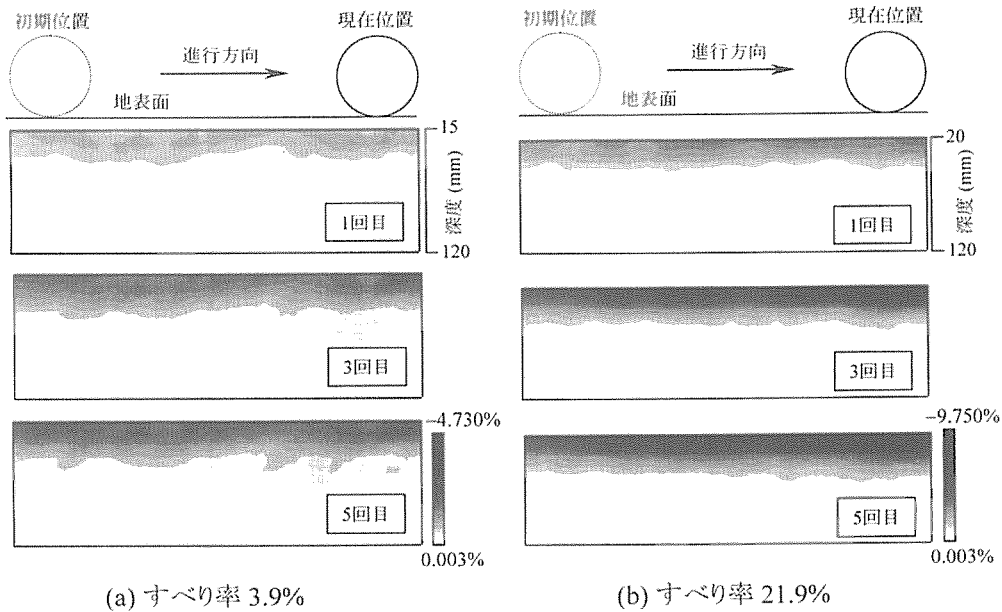 初期位置
現在位置
進行方向
地表面
15
深度 (mm)
1回目
120
3回目
−4.730%
5回目
0.003%
(a) すべり率 3.9%
初期位置
現在位置
進行方向
地表面
20
深度 (mm)
1回目
120
3回目
−9.750%
5回目
0.003%
(b) すべり率 21.9%